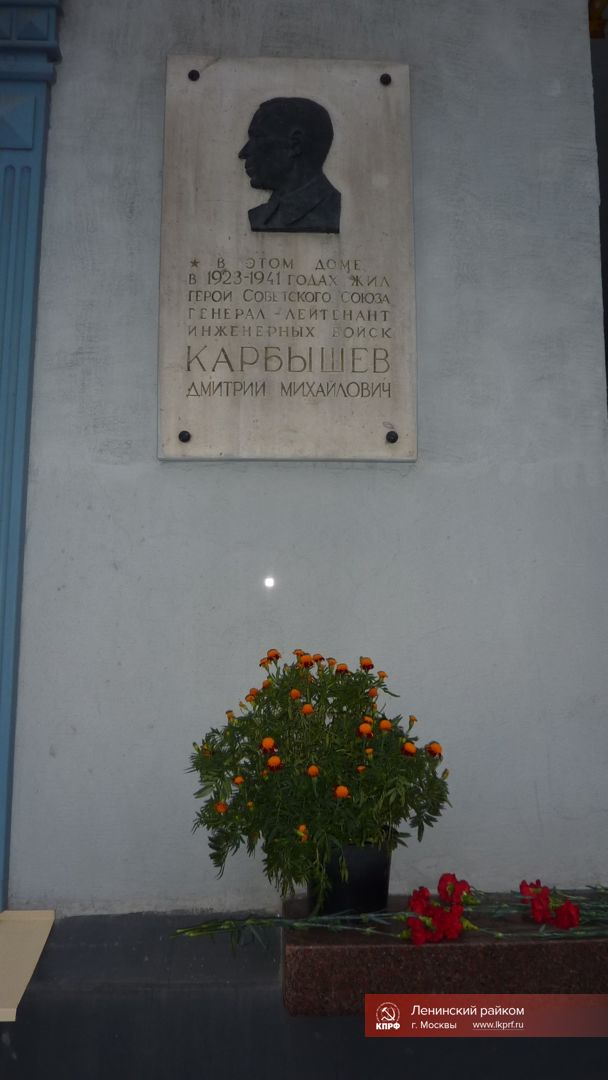 ★ В ЭТОМ ДОМЕ
В 1923-1941 ГОДАХ ЖИЛ
ГЕРОЙ СОВЕТСКОГО СОЮЗА
ГЕНЕРАЛ-ЛЕЙТЕНАНТ
ИНЖЕНЕРНЫХ ВОЙСК
КАРБЫШЕВ
ДМИТРИЙ МИХАЙЛОВИЧ
КПРФ
Ленинский райком
г. Москвы www.lkprf.ru